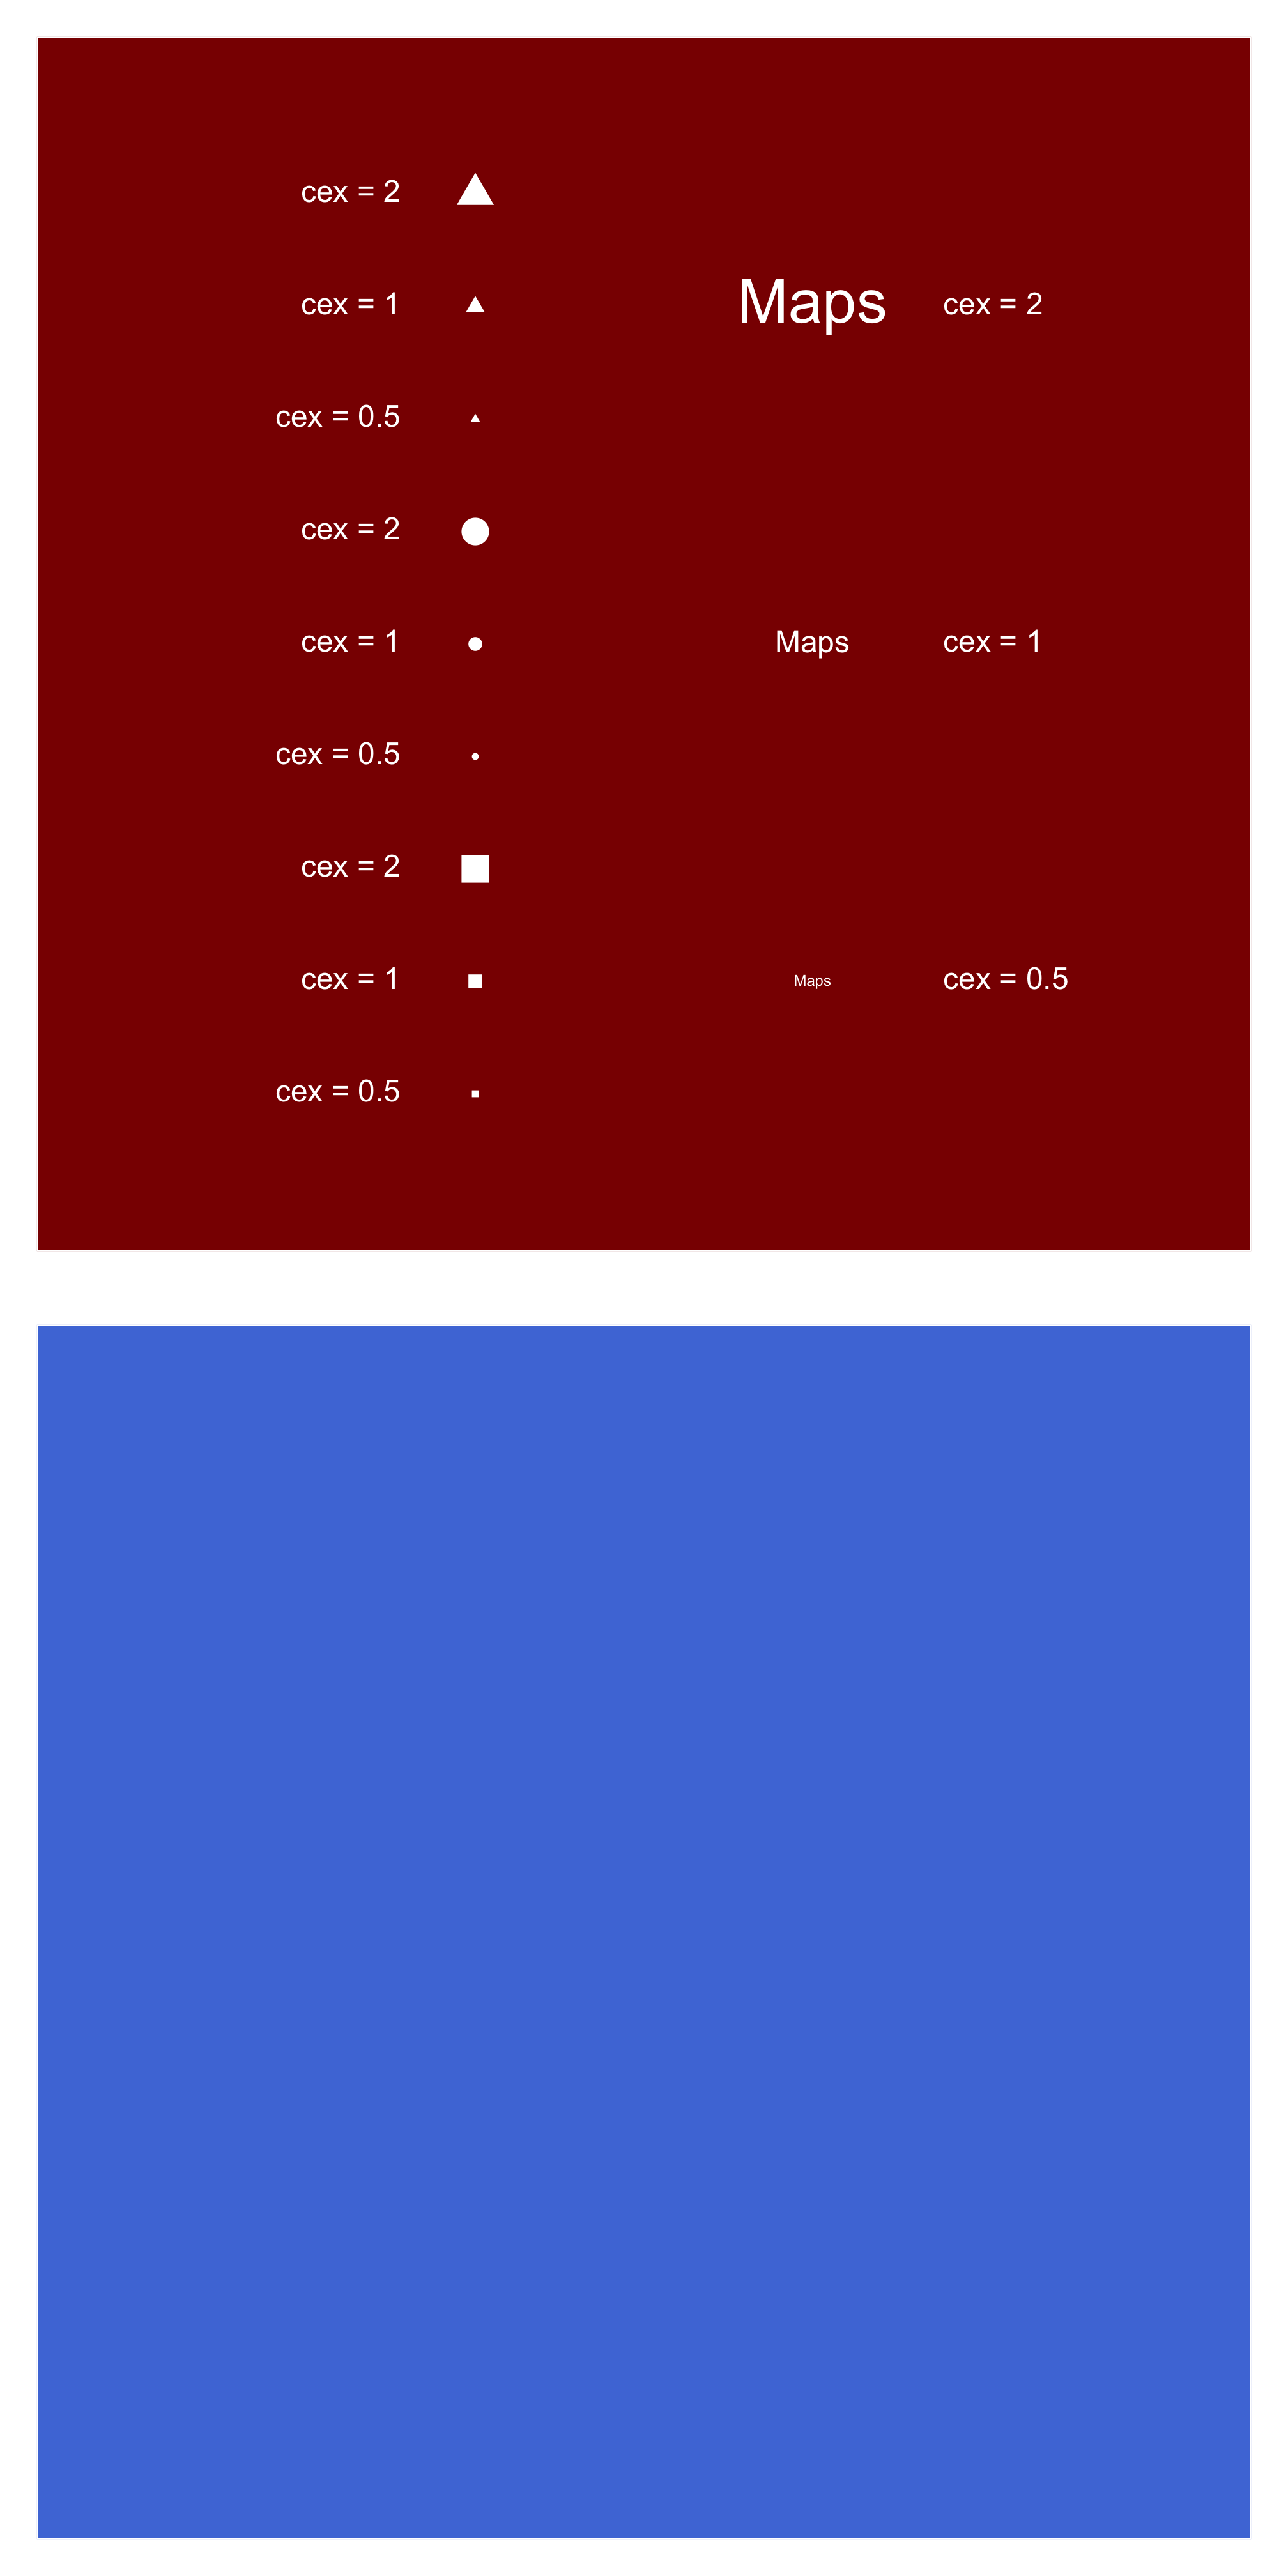 cex = 2
cex = 1
Maps cex = 2
cex = 0.5
cex = 2
cex = 1
Maps cex = 1
cex = 0.5
cex = 2
cex = 1
Maps cex = 0.5
cex = 0.5